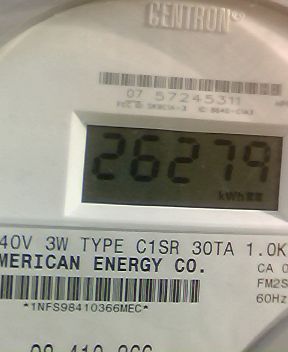 CENTRON®
07 57245311
26279
kWh
40V 3W TYPE C1SR 30TA 1.0K
MERICAN ENERGY CO.
CA 0
FM2S
60Hz
*1NFS98410366MEC*